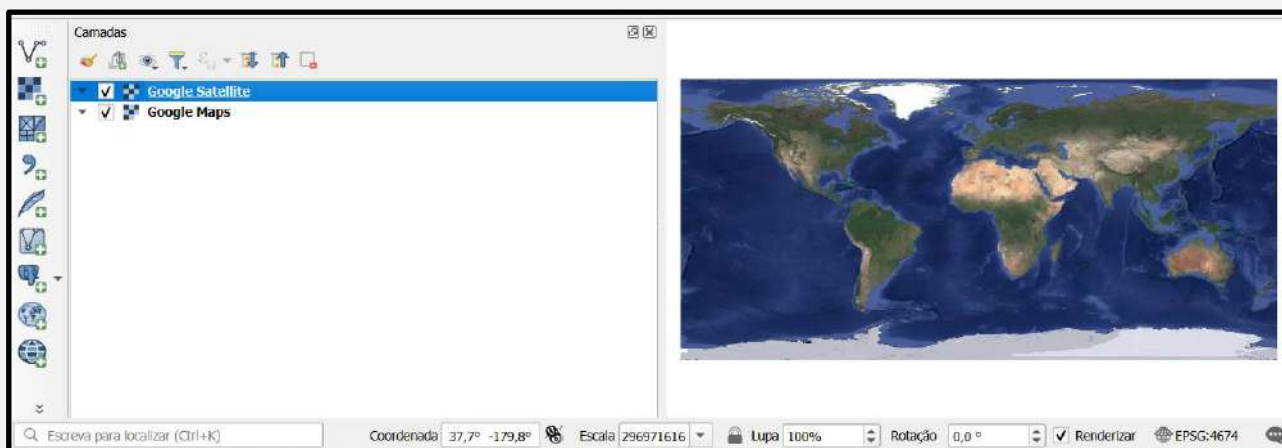 Camadas
Google Satellite
Google Maps
Escreva para localizar (Ctrl+K)
Coordenada 37,7° -179,8° Escala 296971616 Lupa 100% Rotação 0,0 ° Renderizar EPSG:4674